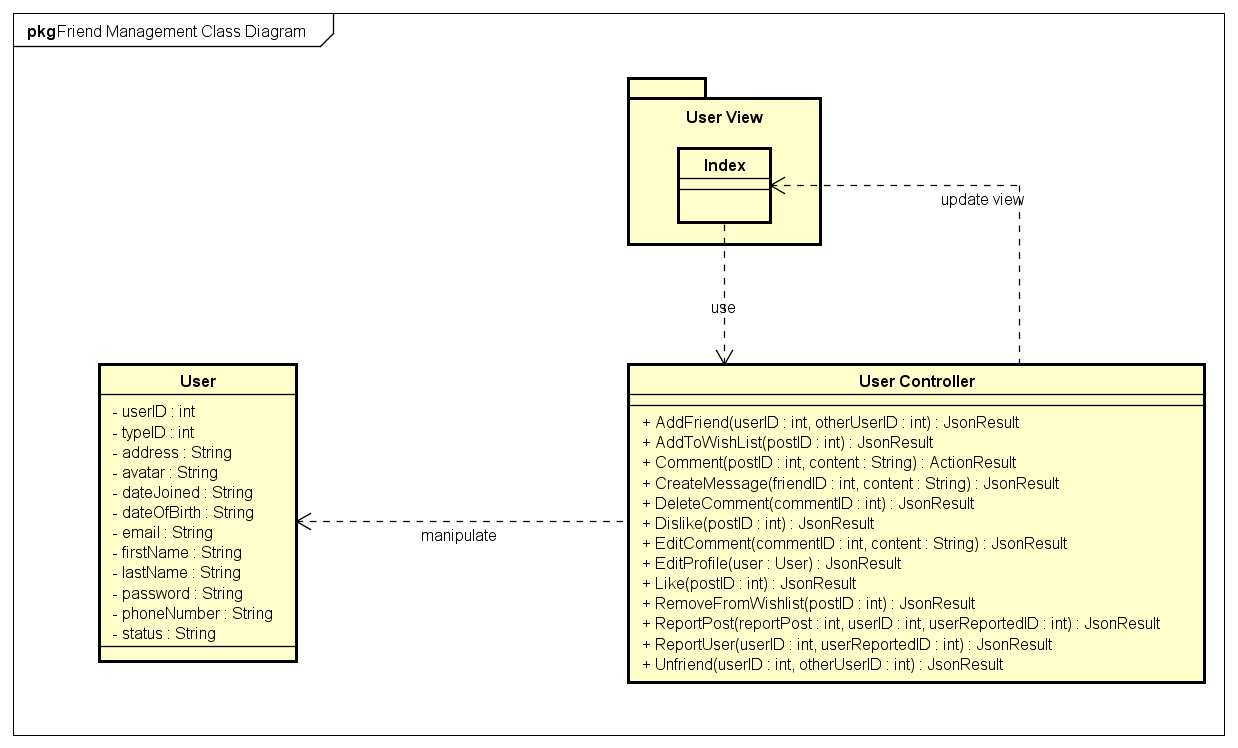 pkg Friend Management Class Diagram
User View
Index
update view
use
User
- userID : int
- typeID : int
- address : String
- avatar : String
- dateJoined : String
- dateOfBirth : String
- email : String
- firstName : String
- lastName : String
- password : String
- phoneNumber : String
- status : String
manipulate
User Controller
+ AddFriend(userID : int, otherUserID : int) : JsonResult
+ AddToWishList(postID : int) : JsonResult
+ Comment(postID : int, content : String) : ActionResult
+ CreateMessage(friendID : int, content : String) : JsonResult
+ DeleteComment(commentID : int) : JsonResult
+ Dislike(postID : int) : JsonResult
+ EditComment(commentID : int, content : String) : JsonResult
+ EditProfile(user : User) : JsonResult
+ Like(postID : int) : JsonResult
+ RemoveFromWishlist(postID : int) : JsonResult
+ ReportPost(reportPost : int, userID : int, userReportedID : int) : JsonResult
+ ReportUser(userID : int, userReportedID : int) : JsonResult
+ Unfriend(userID : int, otherUserID : int) : JsonResult